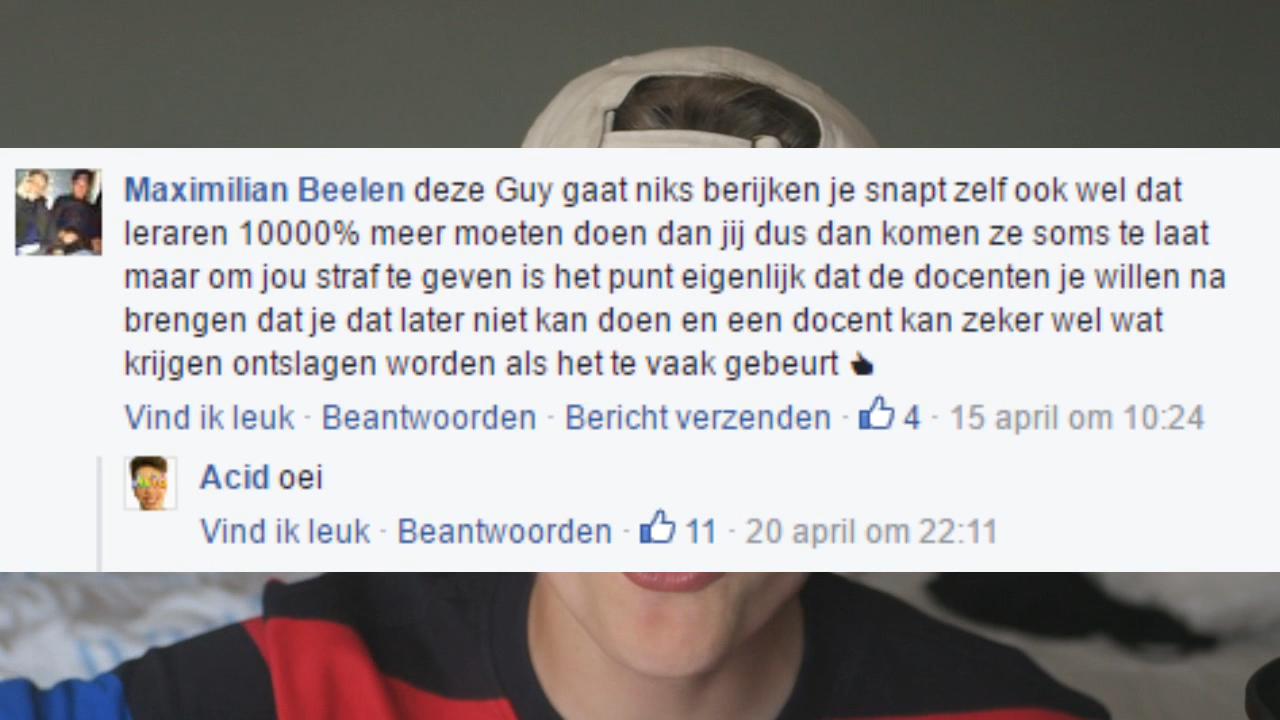 Maximilian Beelen deze Guy gaat niks berijken je snapt zelf ook wel dat
leraren 10000% meer moeten doen dan jij dus dan komen ze soms te laat
maar om jou straf te geven is het punt eigenlijk dat de docenten je willen na
brengen dat je dat later niet kan doen en een docent kan zeker wel wat
krijgen ontslagen worden als het te vaak gebeurt
Vind ik leuk · Beantwoorden · Bericht verzenden · 4 · 15 april om 10:24
Acid oei
Vind ik leuk · Beantwoorden · 11 · 20 april om 22:11